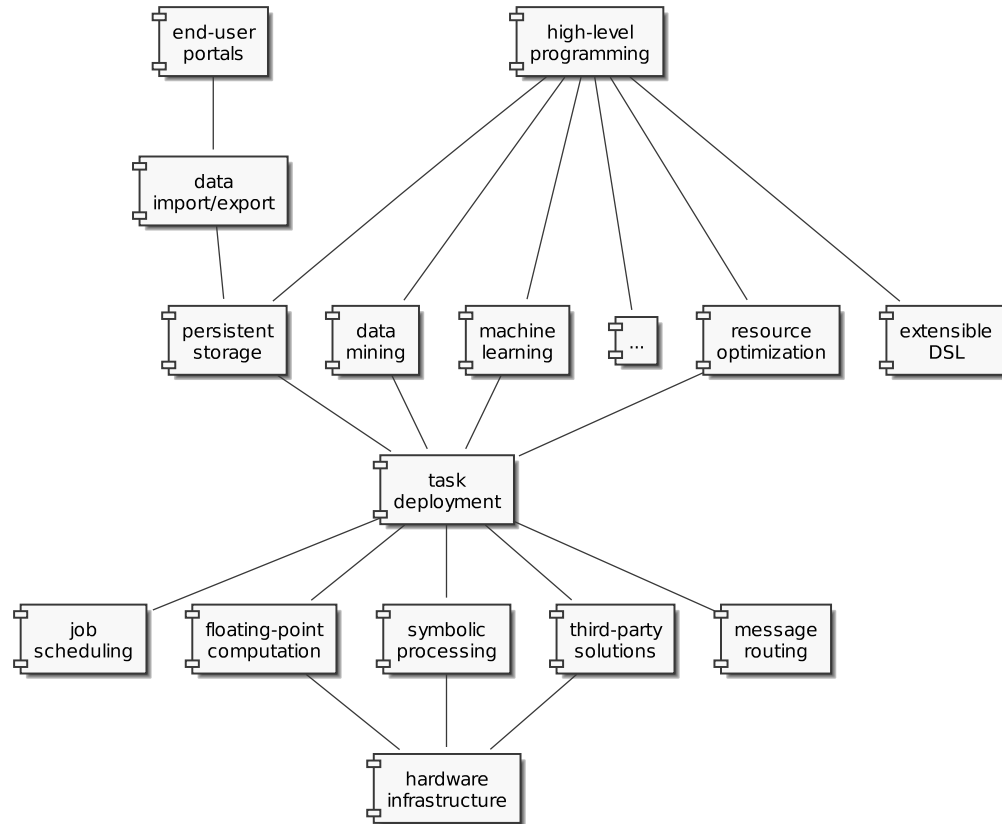 end-user
portals
high-level
programming
data
import/export
persistent
storage
data
mining
machine
learning
...
resource
optimization
extensible
DSL
task
deployment
job
scheduling
floating-point
computation
symbolic
processing
third-party
solutions
message
routing
hardware
infrastructure